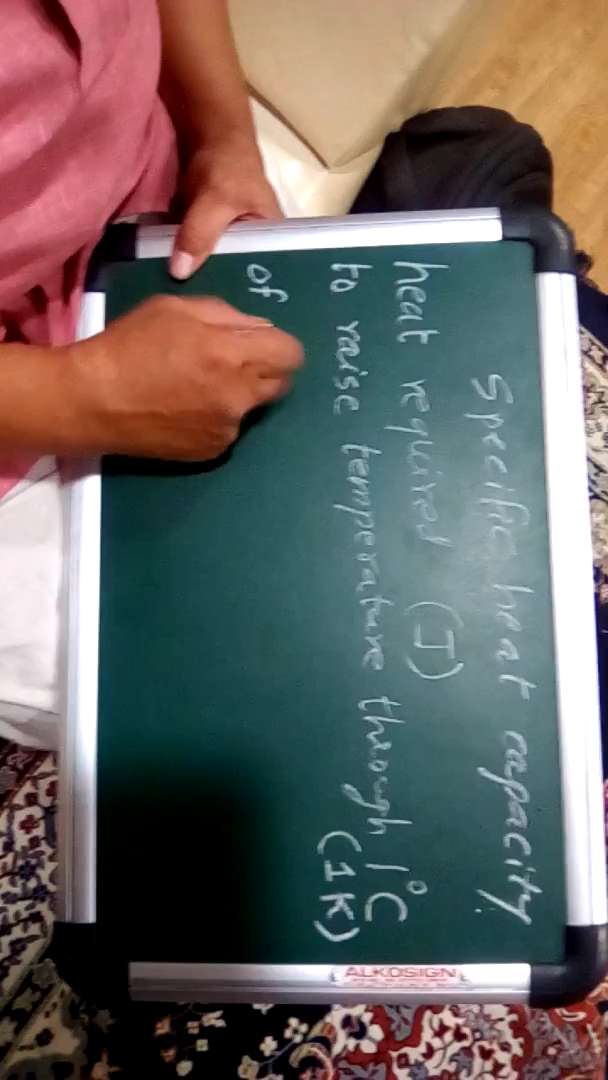 Specific heat capacity
heat required (J)
to raise temperature through 1°C
(1K)
of
ALKOSIGN